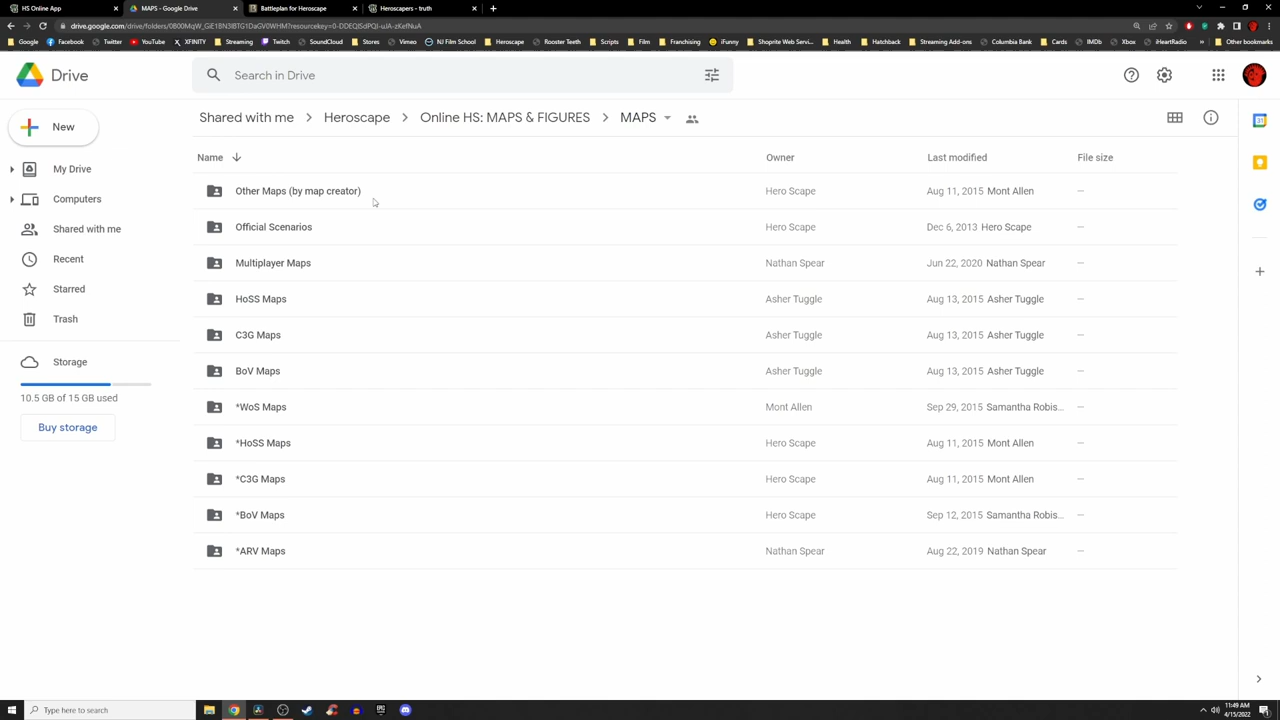 HS Online App
MAPS - Google Drive
Battleplan for Heroscape
Heroscapers - truth
Google Facebook Twitter YouTube XFINITY Streaming Twitch SoundCloud Stores Vimeo NJ Film School Heroscape Rooster Teeth Scripts Film Franchising iFunny Shoprite Web Servi... Health Hatchback Streaming Add-ons Columbia Bank Cards IMDb Xbox iHeartRadio » Other bookmarks
Drive
Search in Drive
New
My Drive
Computers
Shared with me
Recent
Starred
Trash
Storage
10.5 GB of 15 GB used
Buy storage
Shared with me > Heroscape > Online HS: MAPS & FIGURES > MAPS
Name Owner Last modified File size
Other Maps (by map creator) Hero Scape Aug 11, 2015 Mont Allen —
Official Scenarios Hero Scape Dec 6, 2013 Hero Scape —
Multiplayer Maps Nathan Spear Jun 22, 2020 Nathan Spear —
HoSS Maps Asher Tuggle Aug 13, 2015 Asher Tuggle —
C3G Maps Asher Tuggle Aug 13, 2015 Asher Tuggle —
BoV Maps Asher Tuggle Aug 13, 2015 Asher Tuggle —
*WoS Maps Mont Allen Sep 29, 2015 Samantha Robis... —
*HoSS Maps Hero Scape Aug 11, 2015 Mont Allen —
*C3G Maps Hero Scape Aug 11, 2015 Mont Allen —
*BoV Maps Hero Scape Sep 12, 2015 Samantha Robis... —
*ARV Maps Nathan Spear Aug 22, 2019 Nathan Spear —
Type here to search
11:49 AM
4/15/2022